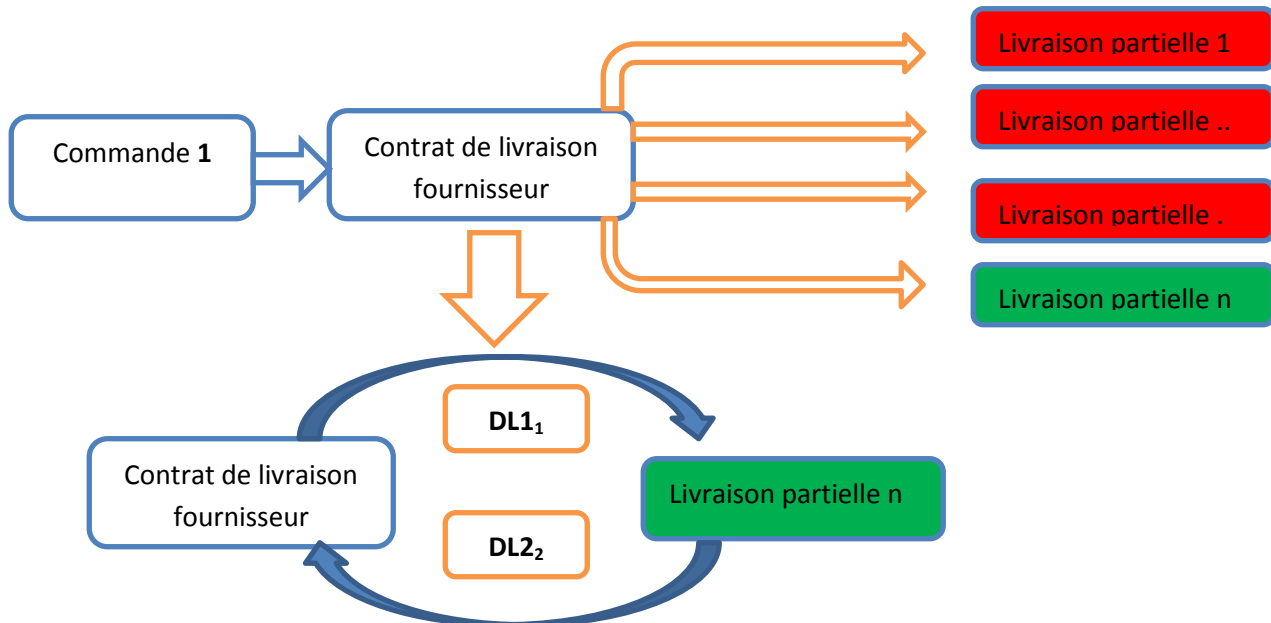 Livraison partielle 1
Livraison partielle ..
Commande 1
Contrat de livraison
fournisseur
Livraison partielle .
Livraison partielle n
DL1₁
Contrat de livraison
fournisseur
Livraison partielle n
DL2₂